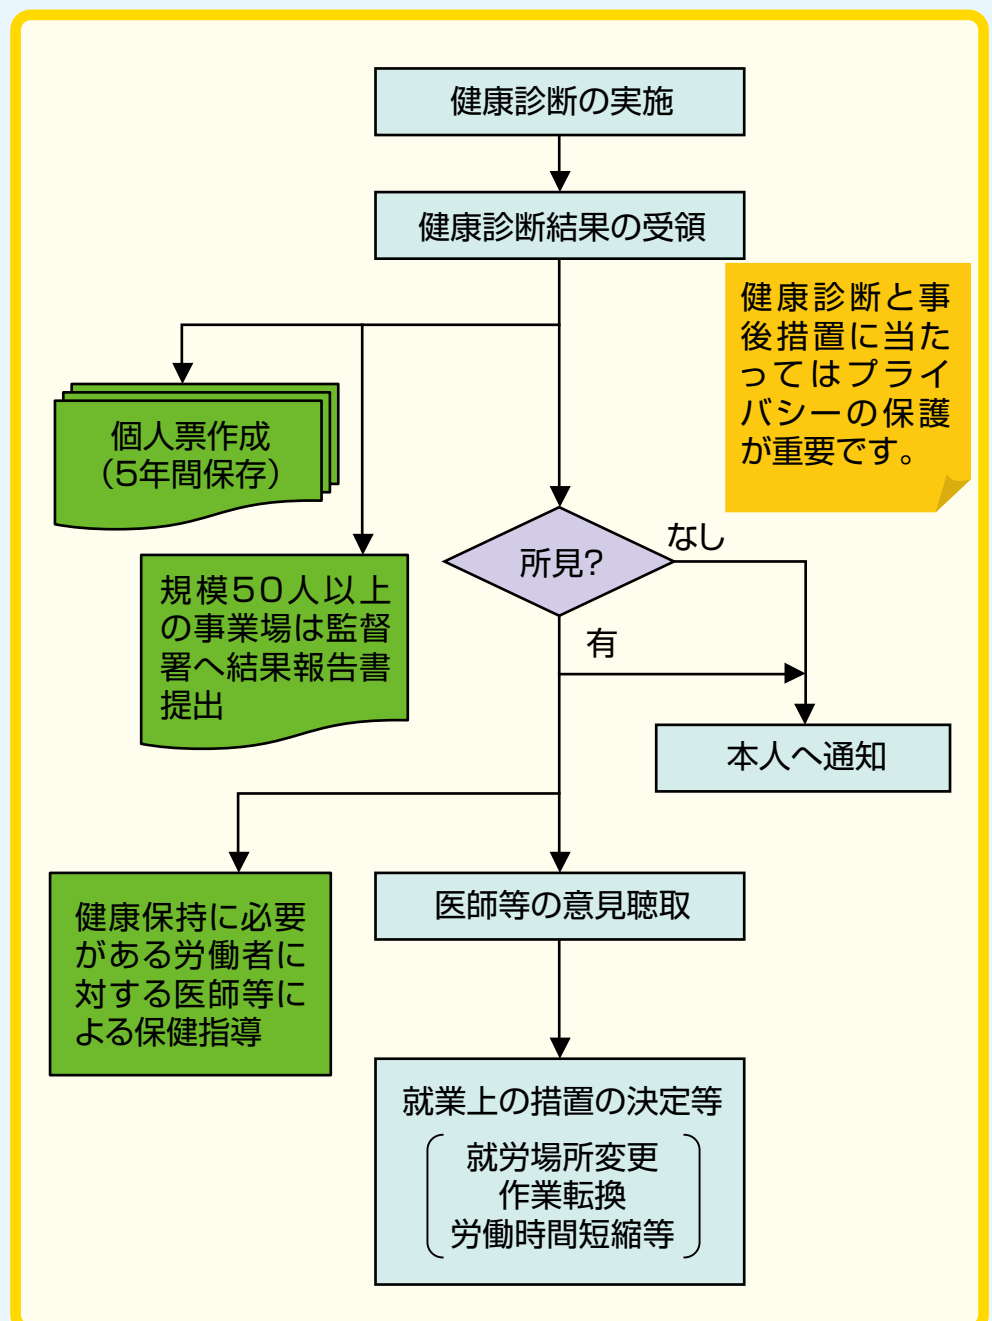 健康診断の実施
健康診断結果の受領
健康診断と事
後措置に当た
ってはプライ
バシーの保護
が重要です。
個人票作成
（5年間保存）
所見?
なし
規模50人以上
の事業場は監督
署へ結果報告書
提出
有
本人へ通知
健康保持に必要
がある労働者に
対する医師等に
よる保健指導
医師等の意見聴取
就業上の措置の決定等
就労場所変更
作業転換
労働時間短縮等